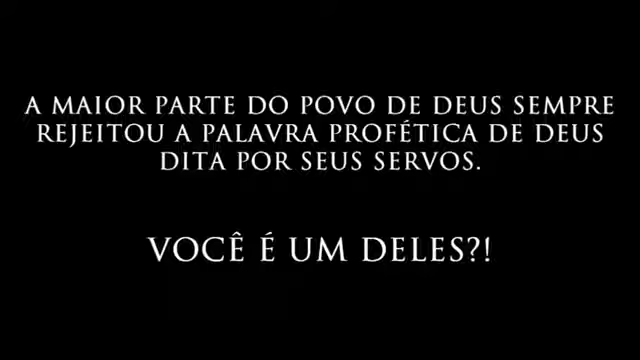 A MAIOR PARTE DO POVO DE DEUS SEMPRE
REJEITOU A PALAVRA PROFÉTICA DE DEUS
DITA POR SEUS SERVOS.
VOCÊ É UM DELES?!